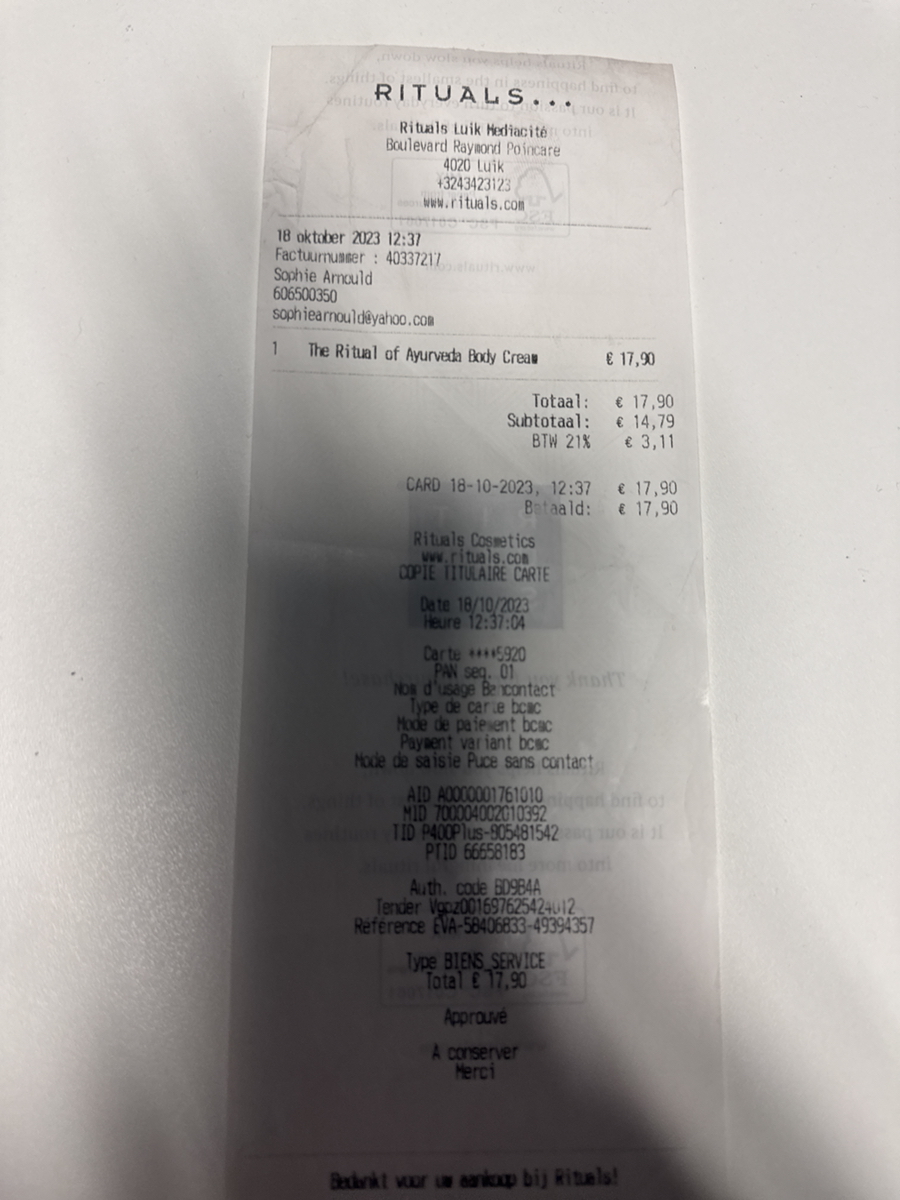 RITUALS...
Rituals Luik Mediacité
Boulevard Raymond Poincare
4020 Luik
+3243423123
www.rituals.com
18 oktober 2023 12:37
Factuurnummer : 40337217
Sophie Arnould
606500350
sophiearnould@yahoo.com
1 The Ritual of Ayurveda Body Cream € 17,90
Totaal: € 17,90
Subtotaal: € 14,79
BTW 21% € 3,11
CARD 18-10-2023, 12:37 € 17,90
Betaald: € 17,90
Rituals Cosmetics
www.rituals.com
COPIE TITULAIRE CARTE
Date 18/10/2023
Heure 12:37:04
Carte ****5920
PAN seq. 01
Nom d'usage Bancontact
Type de carte bcmc
Mode de paiement bcmc
Payment variant bcmc
Mode de saisie Puce sans contact
AID A0000001761010
MID 700004002010392
TID P400Plus-805481542
PTID 66658183
Auth. code BD9B4A
Tender
Référence EVA-58406833-49394357
Type BIENS_SERVICE
Total € 17,90
Approuvé
A conserver
Merci
Bedankt voor uw aankoop bij Rituals!